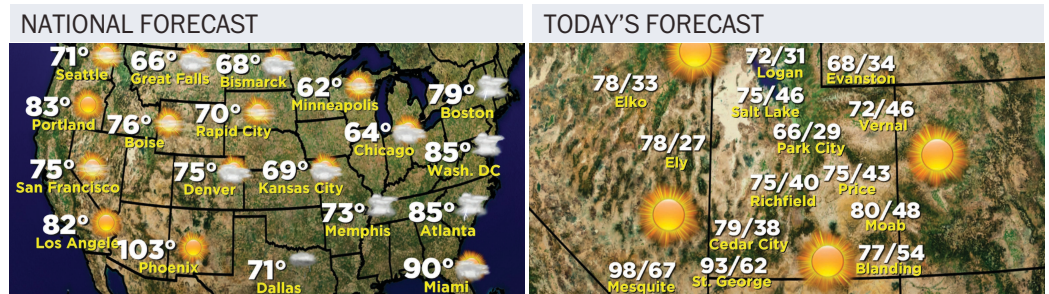 NATIONAL FORECAST
71°
Seattle
66°
Great Falls
68°
Bismarck
62°
Minneapolis
79°
Boston
83°
Portland
76°
Boise
70°
Rapid City
64°
Chicago
85°
Wash. DC
75°
San Francisco
75°
Denver
69°
Kansas City
82°
Los Angele
103°
Phoenix
73°
Memphis
85°
Atlanta
71°
Dallas
90°
Miami
TODAY'S FORECAST
72/31
Logan
68/34
Evanston
78/33
Elko
75/46
Salt Lake
72/46
Vernal
66/29
Park City
78/27
Ely
75/40
Richfield
75/43
Price
80/48
Moab
79/38
Cedar City
77/54
Blanding
98/67
Mesquite
93/62
St. George